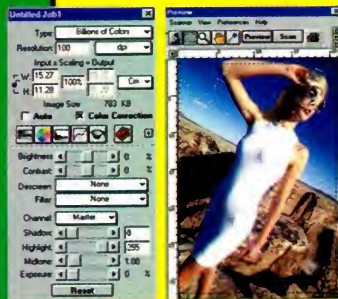 Untitled Job1
Type: Billions of Colors
Resolution: 100 dpi
Input x Scaling = Output
W: 15.27 100% Cm
H: 11.28
Image Size 783 KB
Auto Color Correction
Brightness 0 %
Contrast: 0 %
Descreen: None
Filter: None
Channel: Master
Shadow: 0
Highlight: 255
Midtone: 1.00
Exposure: 0 %
Reset
Preview
Scanner View Preferences Help
Preview Scan